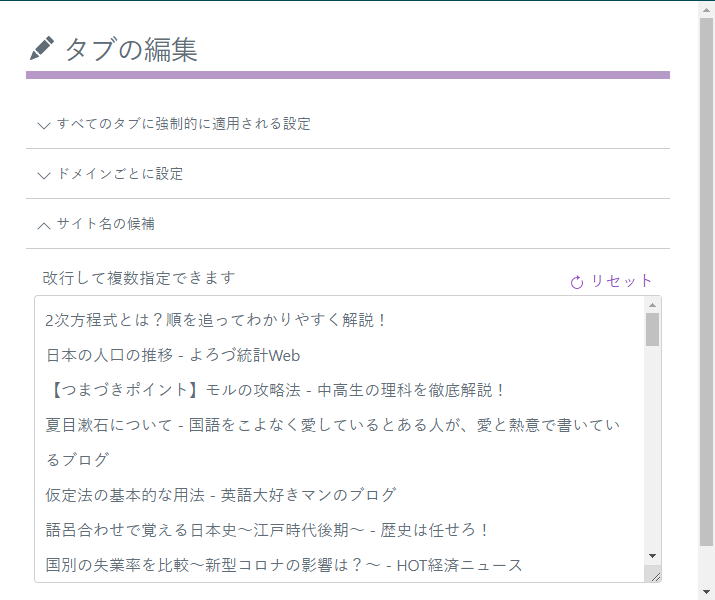 タブの編集
すべてのタブに強制的に適用される設定
ドメインごとに設定
サイト名の候補
改行して複数指定できます
リセット
2次方程式とは？順を追ってわかりやすく解説！
日本の人口の推移 - よろづ統計Web
【つまづきポイント】モルの攻略法 - 中高生の理科を徹底解説！
夏目漱石について - 国語をこよなく愛しているとある人が、愛と熱意で書いてい
るブログ
仮定法の基本的な用法 - 英語大好きマンのブログ
語呂合わせで覚える日本史～江戸時代後期～ - 歴史は任せろ！
国別の失業率を比較～新型コロナの影響は？～ - HOT経済ニュース